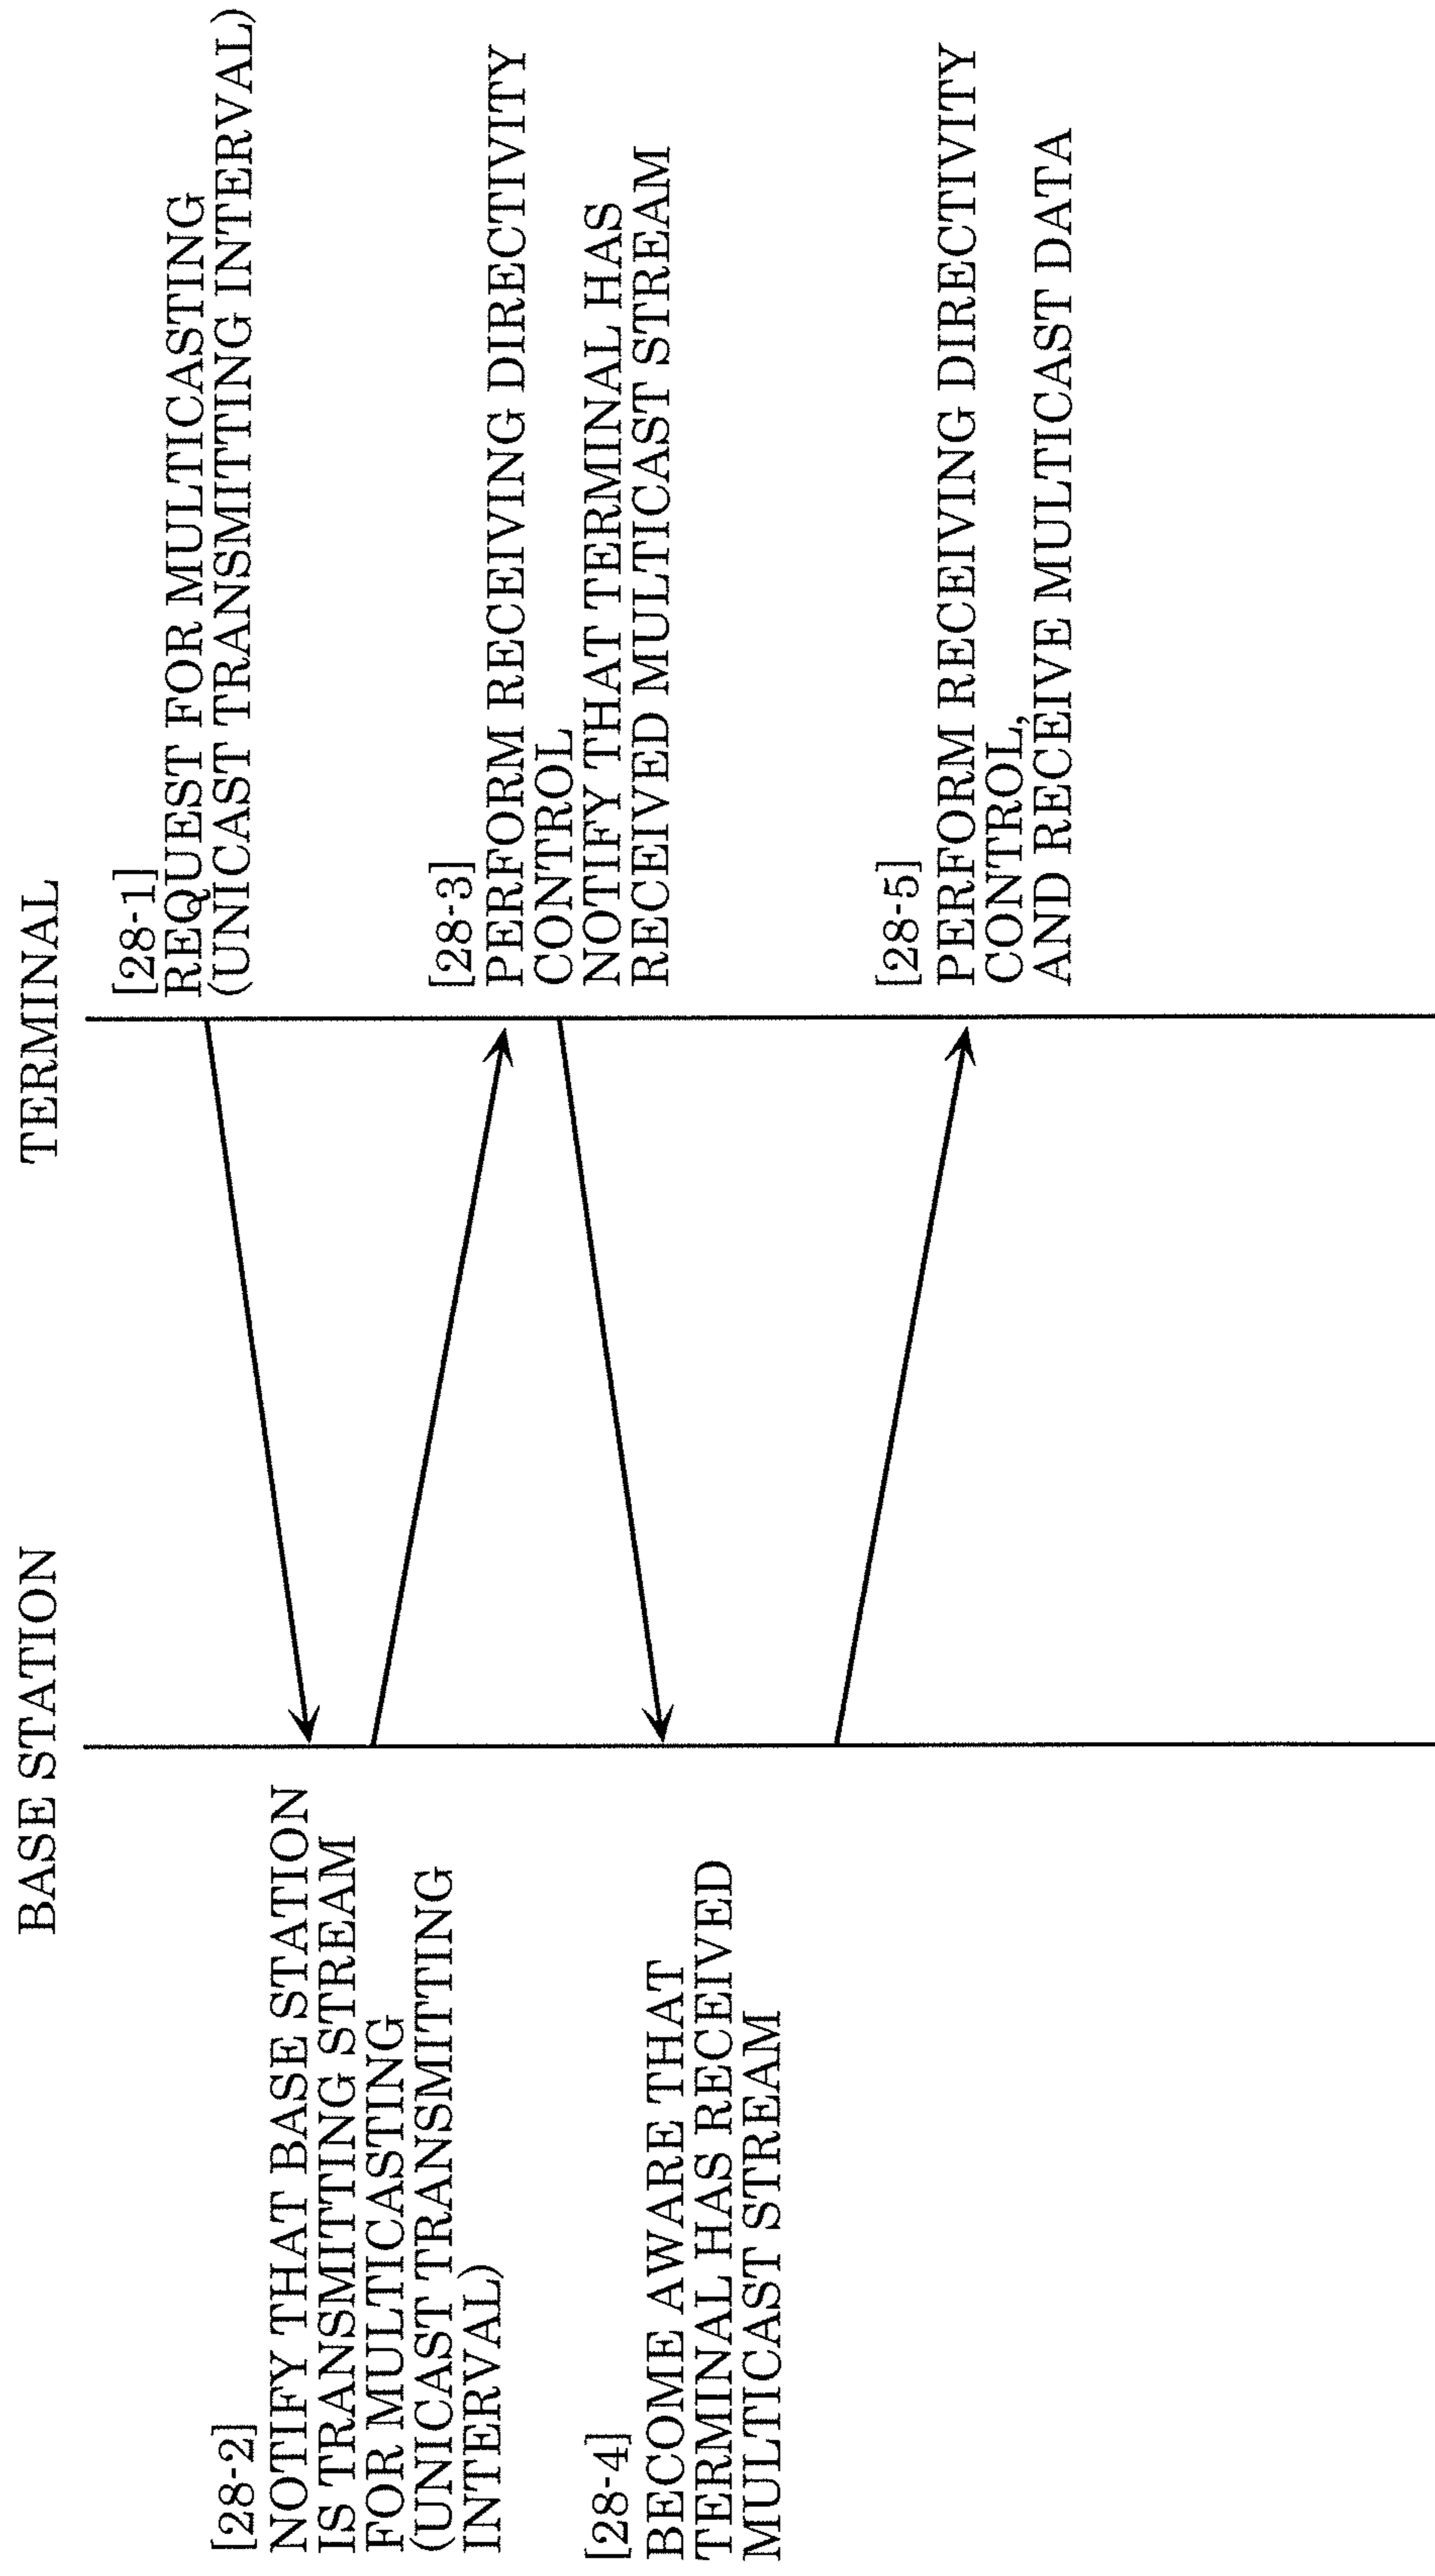 BASE STATION
TERMINAL
[28-1]
REQUEST FOR MULTICASTING
(UNICAST TRANSMITTING INTERVAL)
[28-2]
NOTIFY THAT BASE STATION
IS TRANSMITTING STREAM
FOR MULTICASTING
(UNICAST TRANSMITTING
INTERVAL)
[28-3]
PERFORM RECEIVING DIRECTIVITY
CONTROL
NOTIFY THAT TERMINAL HAS
RECEIVED MULTICAST STREAM
[28-4]
BECOME AWARE THAT
TERMINAL HAS RECEIVED
MULTICAST STREAM
[28-5]
PERFORM RECEIVING DIRECTIVITY
CONTROL,
AND RECEIVE MULTICAST DATA